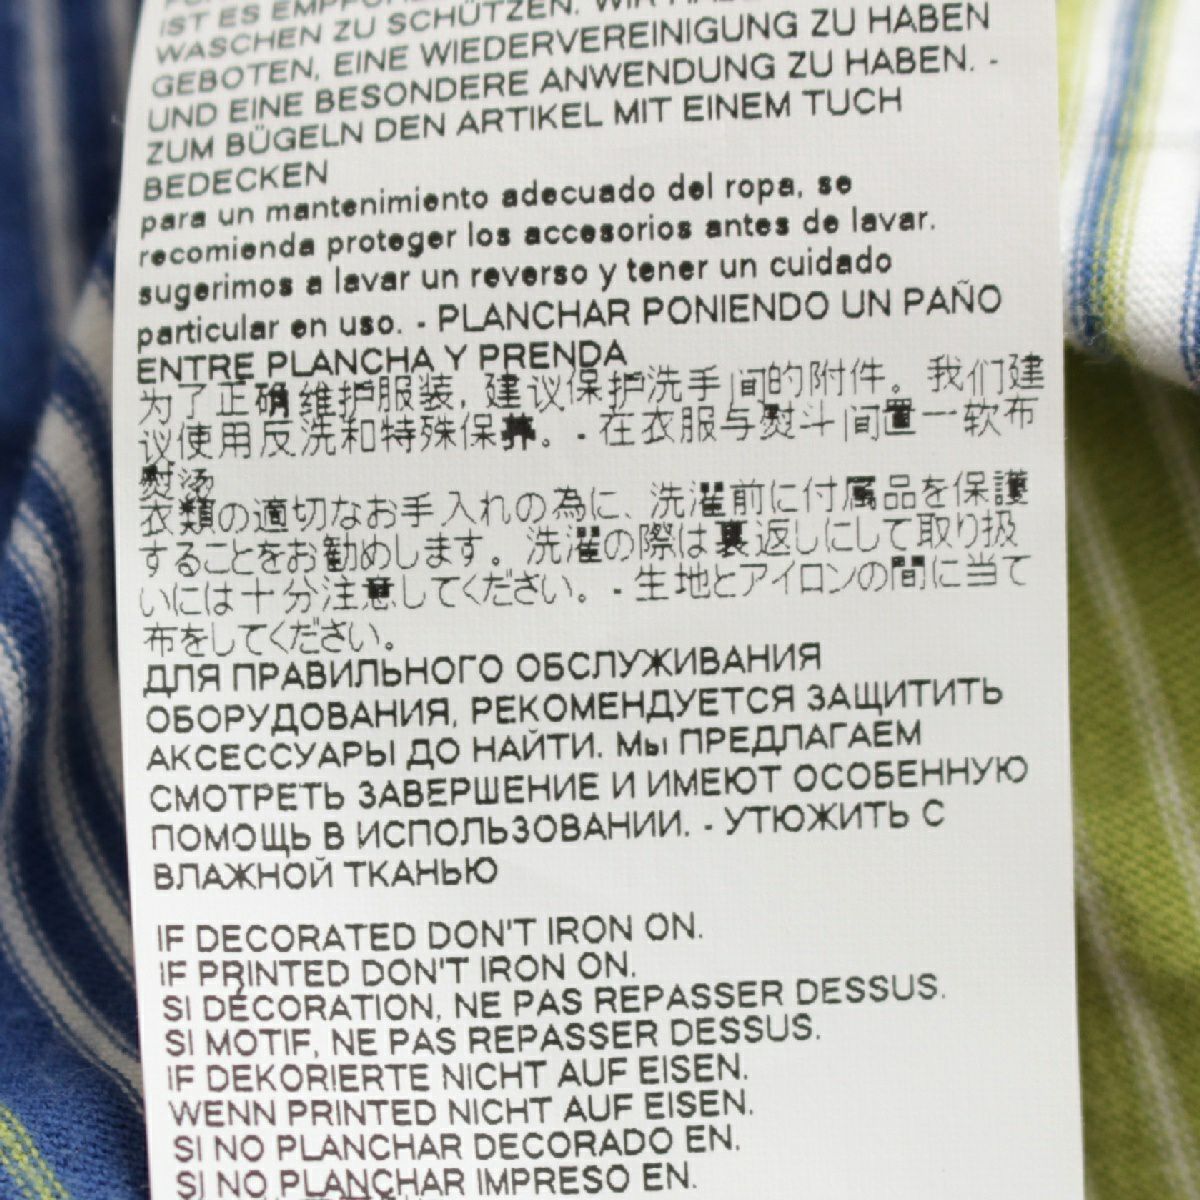 IST ES
WASCHEN ZU SCHÜTZEN. WIR
GEBOTEN, EINE WIEDERVEREINIGUNG ZU HABEN
UND EINE BESONDERE ANWENDUNG ZU HABEN. -
ZUM BÜGELN DEN ARTIKEL MIT EINEM TUCH
BEDECKEN
para un mantenimiento adecuado del ropa, se
recomienda proteger los accesorios antes de lavar.
sugerimos a lavar un reverso y tener un cuidado
particular en uso. - PLANCHAR PONIENDO UN PAÑO
ENTRE PLANCHA Y PRENDA
为了正确维护服装, 建议保护洗手间的附件。我们建
议使用反洗和特殊保养。- 在衣服与熨斗间置一软布
熨烫
衣類の適切なお手入れの為に、洗濯前に付属品を保護
することをお勧めします。洗濯の際は裏返しにして取り扱
いには十分注意してください。- 生地とアイロンの間に当て
布をしてください。
ДЛЯ ПРАВИЛЬНОГО ОБСЛУЖИВАНИЯ
ОБОРУДОВАНИЯ, РЕКОМЕНДУЕТСЯ ЗАЩИТИТЬ
АКСЕССУАРЫ ДО НАЙТИ. Мы ПРЕДЛАГАЕМ
СМОТРЕТЬ ЗАВЕРШЕНИЕ И ИМЕЮТ ОСОБЕННУЮ
ПОМОЩЬ В ИСПОЛЬЗОВАНИИ. - УТЮЖИТЬ С
ВЛАЖНОЙ ТКАНЬЮ
IF DECORATED DON'T IRON ON.
IF PRINTED DON'T IRON ON.
SI DÉCORATION, NE PAS REPASSER DESSUS.
SI MOTIF, NE PAS REPASSER DESSUS.
IF DEKORIERTE NICHT AUF EISEN.
WENN PRINTED NICHT AUF EISEN.
SI NO PLANCHAR DECORADO EN.
SI NO PLANCHAR IMPRESO EN.